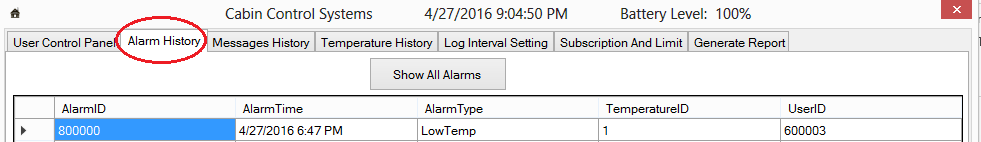 Cabin Control Systems 4/27/2016 9:04:50 PM Battery Level: 100%
User Control Panel Alarm History Messages History Temperature History Log Interval Setting Subscription And Limit Generate Report
Show All Alarms
AlarmID AlarmTime AlarmType TemperatureID UserID
800000 4/27/2016 6:47 PM LowTemp 1 600003